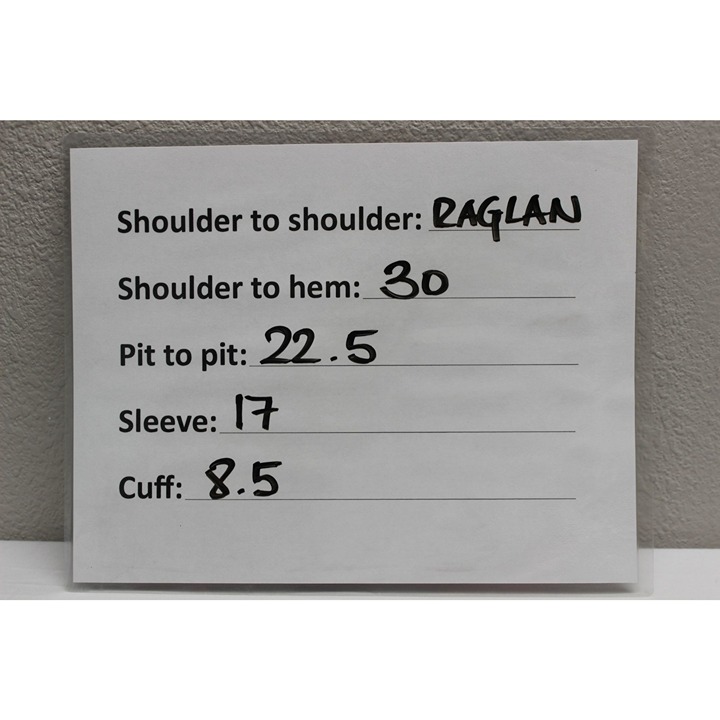 Shoulder to shoulder: RAGLAN
Shoulder to hem: 30
Pit to pit: 22.5
Sleeve: 17
Cuff: 8.5